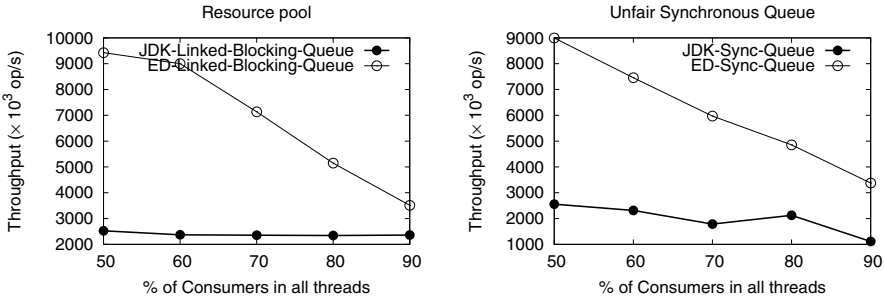 Resource pool
10000
9000
8000
7000
6000
5000
4000
3000
2000
50 60 70 80 90
Throughput (× 10³ op/s)
% of Consumers in all threads
JDK-Linked-Blocking-Queue
ED-Linked-Blocking-Queue
Unfair Synchronous Queue
9000
8000
7000
6000
5000
4000
3000
2000
1000
50 60 70 80 90
Throughput (× 10³ op/s)
% of Consumers in all threads
JDK-Sync-Queue
ED-Sync-Queue